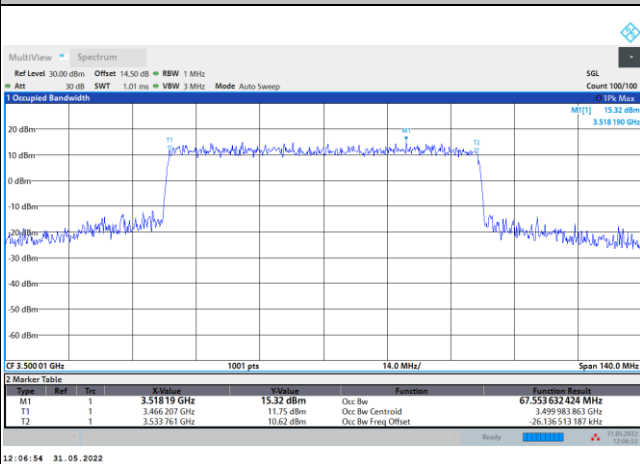 MultiView Spectrum
Ref Level 30.00 dBm Offset 14.50 dB RBW 1 MHz SGL
Att 30 dB SWT 1.01 ms VBW 3 MHz Mode Auto Sweep Count 100/100
1 Occupied Bandwidth 1Pk Max
M1[1] 15.32 dBm
3.518 190 GHz
20 dBm
T1 M1 T2
10 dBm
0 dBm
-10 dBm
-20 dBm
-30 dBm
-40 dBm
-50 dBm
-60 dBm
CF 3.500 01 GHz 1001 pts 14.0 MHz/ Span 140.0 MHz
2 Marker Table
Type Ref Trc X-Value Y-Value Function Function Result
M1 1 3.518 19 GHz 15.32 dBm Occ Bw 67.553 632 424 MHz
T1 1 3.466 207 GHz 11.75 dBm Occ Bw Centroid 3.499 983 863 GHz
T2 1 3.533 761 GHz 10.62 dBm Occ Bw Freq Offset -26.136 513 187 kHz
Ready 31.05.2022
12:06:53
12:06:54 31.05.2022